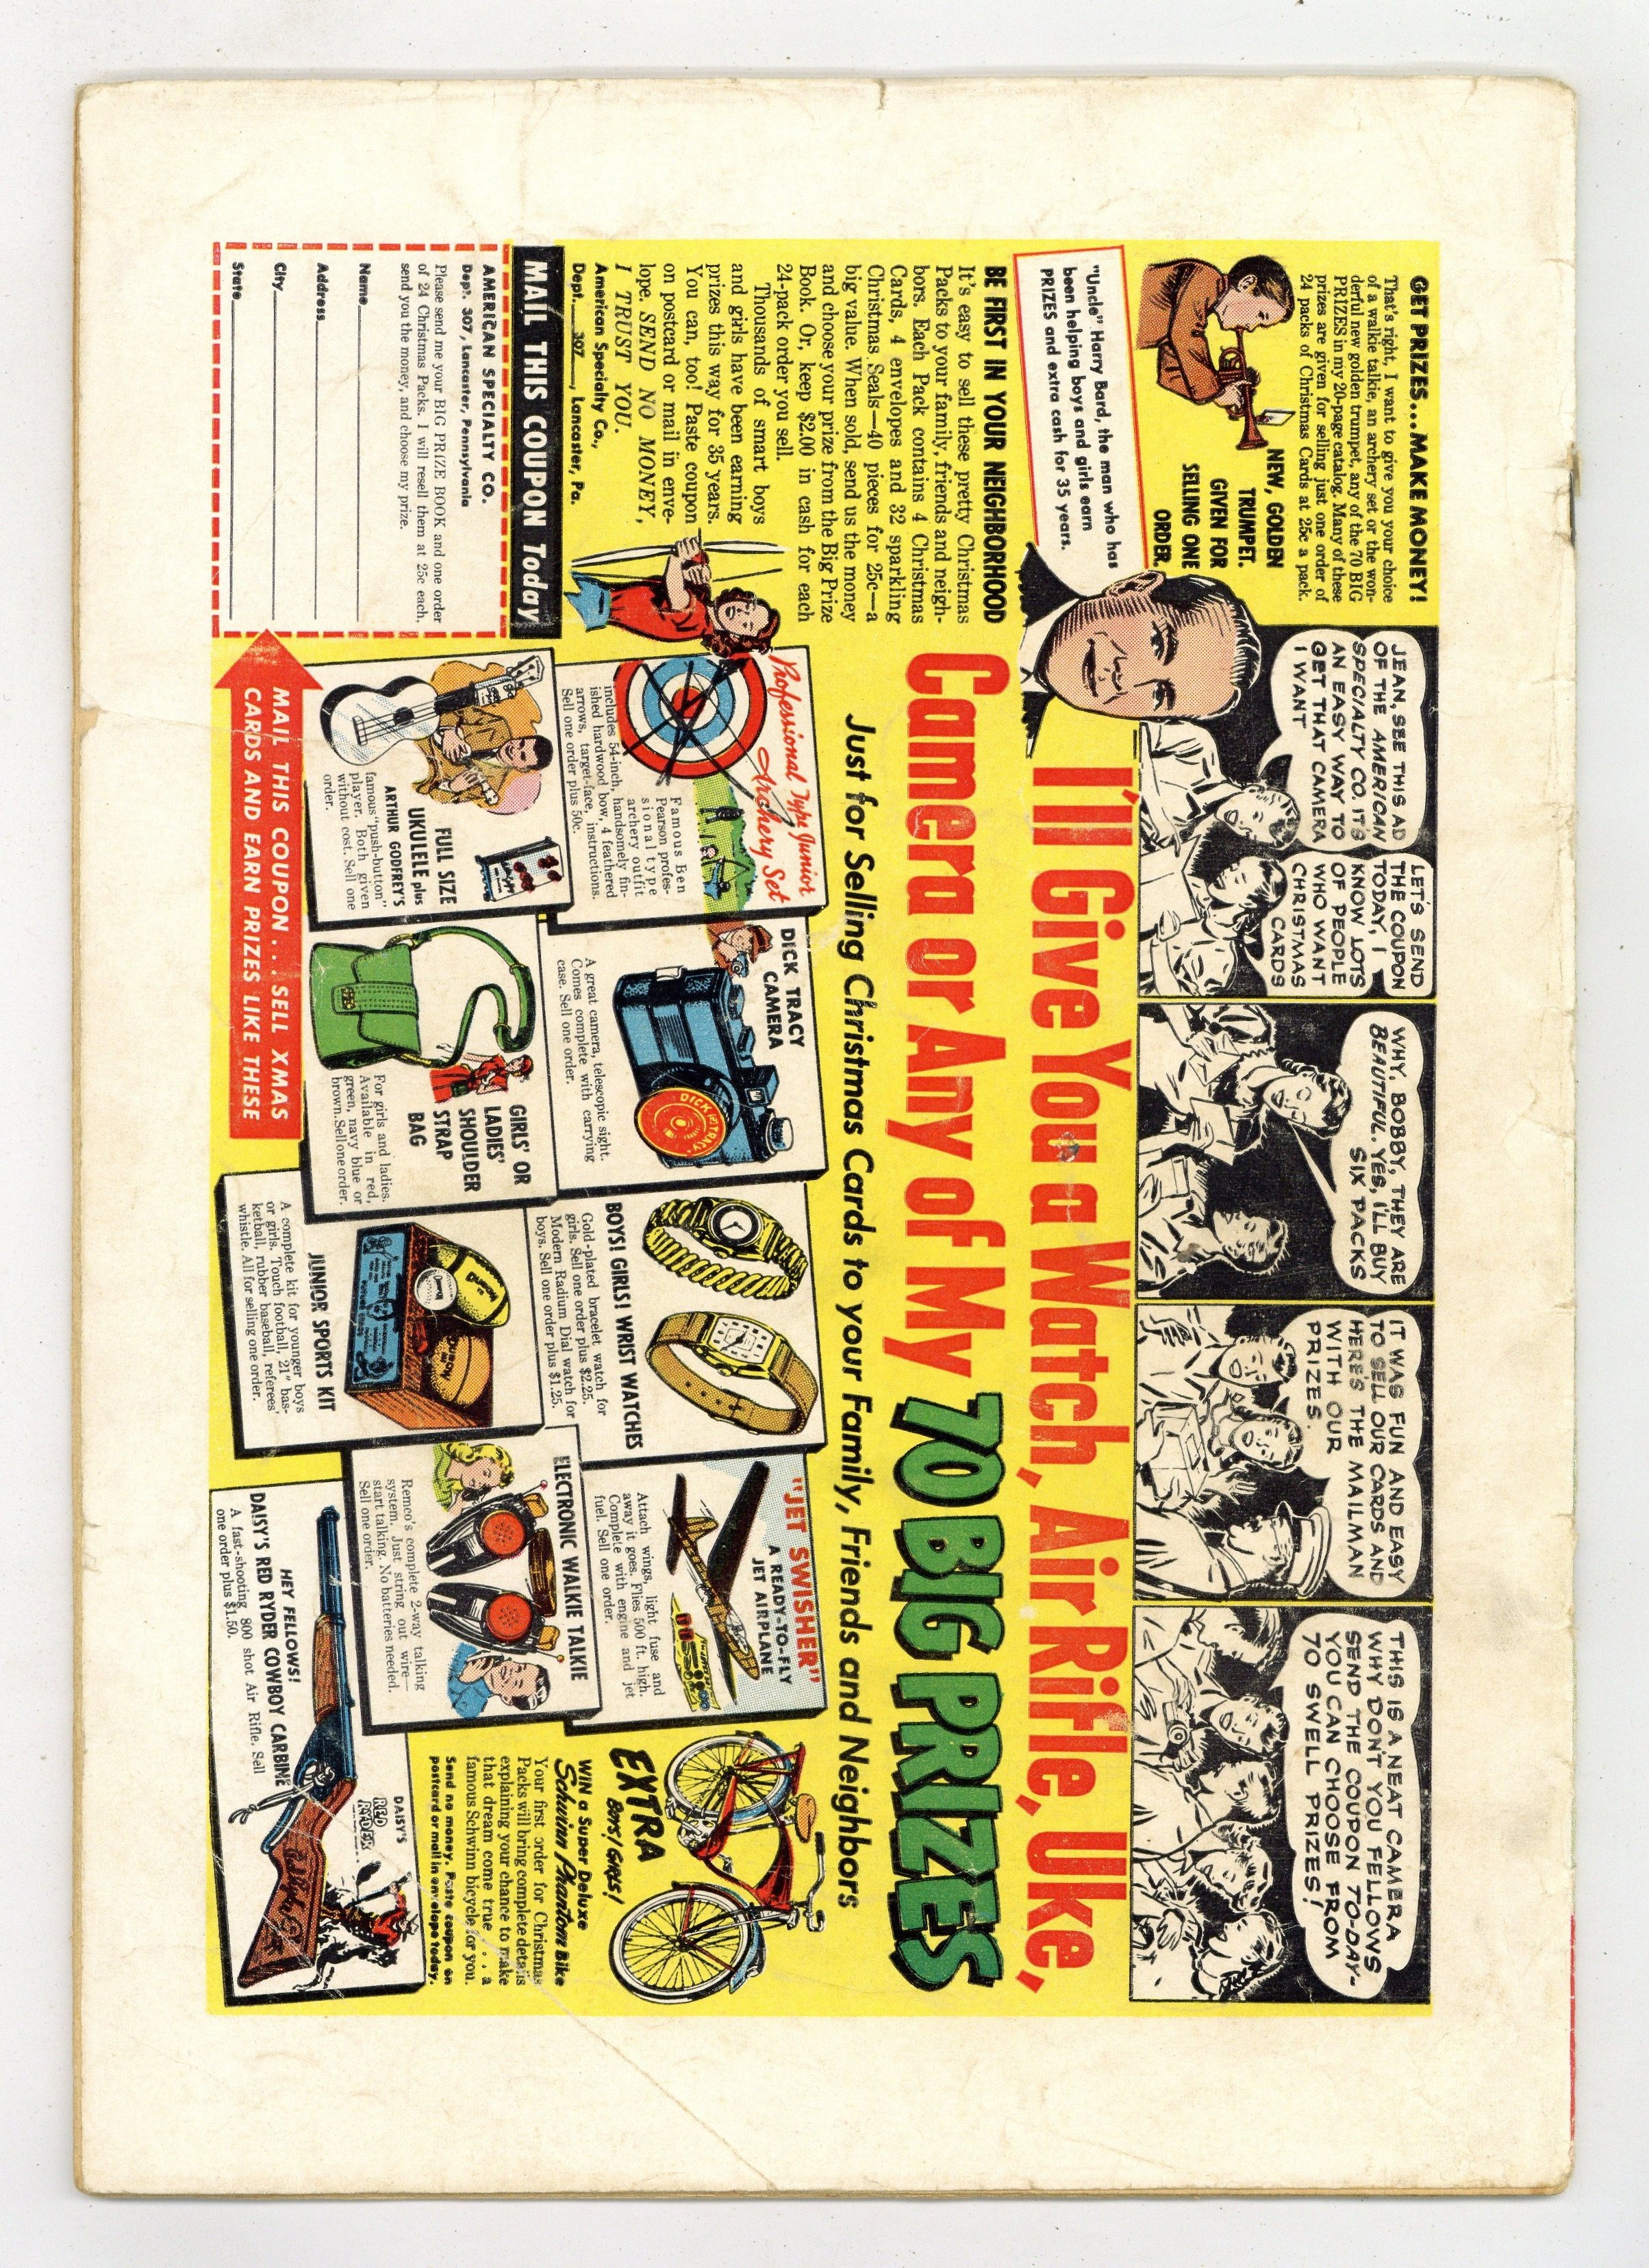 JEAN, SEE THIS AD
OF THE AMERICAN
SPECIALTY CO. IT'S
AN EASY WAY TO
GET THAT CAMERA
I WANT
LET'S SEND
THE COUPON
TODAY, I
KNOW LOTS
OF PEOPLE
WHO WANT
CHRISTMAS
CARDS
WHY, BOBBY, THEY ARE
BEAUTIFUL. YES, I'LL BUY
SIX PACKS
IT WAS FUN AND EASY
TO SELL OUR CARDS AND
HERE'S THE MAILMAN
WITH OUR
PRIZES.
THIS IS A NEAT CAMERA
WHY DON'T YOU FELLOWS
SEND THE COUPON TO-DAY-
YOU CAN CHOOSE FROM
70 SWELL PRIZES!
GET PRIZES...MAKE MONEY!
That's right, I want to give you your choice
of a walkie talkie, an archery set or the won-
derful new golden trumpet, any of the 70 BIG
PRIZES in my 20-page catalog. Many of these
prizes are given for selling just one order of
24 packs of Christmas Cards at 25c a pack.
NEW, GOLDEN
TRUMPET.
GIVEN FOR
SELLING ONE
ORDER.
"Uncle" Harry Bard, the man who has
been helping boys and girls earn
PRIZES and extra cash for 35 years.
I'll Give You a Watch, Air Rifle, Uke,
Camera or Any of My 70 BIG PRIZES
Just for Selling Christmas Cards to your Family, Friends and Neighbors
BE FIRST IN YOUR NEIGHBORHOOD
It's easy to sell these pretty Christmas
Packs to your family, friends and neigh-
bors. Each Pack contains 4 Christmas
Cards, 4 envelopes and 32 sparkling
Christmas Seals—40 pieces for 25c—a
big value. When sold, send us the money
and choose your prize from the Big Prize
Book. Or, keep $2.00 in cash for each
24-pack order you sell.
Thousands of smart boys
and girls have been earning
prizes this way for 35 years.
You can, too! Paste coupon
on postcard or mail in enve-
lope. SEND NO MONEY,
I TRUST YOU.
American Specialty Co.,
Dept. 307, Lancaster, Pa.
MAIL THIS COUPON Today
AMERICAN SPECIALTY CO.
Dept. 307, Lancaster, Pennsylvania
Please send me your BIG PRIZE BOOK and one order
of 24 Christmas Packs. I will resell them at 25c each,
send you the money, and choose my prize.
Name
Address
City
State
MAIL THIS COUPON ... SELL XMAS
CARDS AND EARN PRIZES LIKE THESE
Professional Type Junior
Archery Set
Famous Ben
Pearson profes-
sional type
archery outfit
includes 54-inch, handsomely fin-
ished hardwood bow, 4 feathered
arrows, target-face, instructions.
Sell one order plus 50c.
DICK TRACY
CAMERA
DICK TRACY
A great camera, telescopic sight.
Comes complete with carrying
case. Sell one order.
BOYS! GIRLS! WRIST WATCHES
Gold-plated bracelet watch for
girls. Sell one order plus $2.25.
Modern Radium Dial watch for
boys. Sell one order plus $1.25.
"JET SWISHER"
A READY-TO-FLY
JET AIRPLANE
Attach wings, light fuse and
away it goes. Flies 500 ft. high.
Complete with engine and jet
fuel. Sell one order.
EXTRA
BOYS! GIRLS!
WIN a Super Deluxe
Schwinn Phantom Bike
Your first order for Christmas
Packs will bring complete details
explaining your chance to make
that dream come true . . . a
famous Schwinn bicycle for you.
Send no money. Paste coupon on
postcard or mail in envelope today.
FULL SIZE
UKULELE plus
ARTHUR GODFREY'S
famous "push-button"
player. Both given
without cost. Sell one
order.
GIRLS' OR
LADIES'
SHOULDER
STRAP
BAG
For girls and ladies.
Available in red,
green, navy blue or
brown. Sell one order.
JUNIOR SPORTS KIT
A complete kit for younger boys
or girls. Touch football, 21" bas-
ketball, rubber baseball, referees'
whistle. All for selling one order.
ELECTRONIC WALKIE TALKIE
Remco's complete 2-way talking
system. Just string out wire—
start talking. No batteries needed.
Sell one order.
HEY FELLOWS!
DAISY'S RED RYDER COWBOY CARBINE
A fast-shooting 800 shot Air Rifle. Sell
one order plus $1.50.
DAISY'S
RED
RYDER